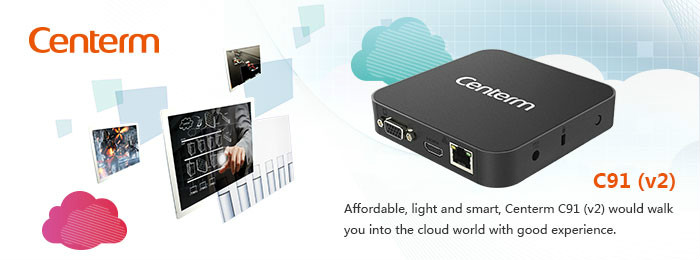 Centerm
Centerm
C91 (v2)
Affordable, light and smart, Centerm C91 (v2) would walk
you into the cloud world with good experience.